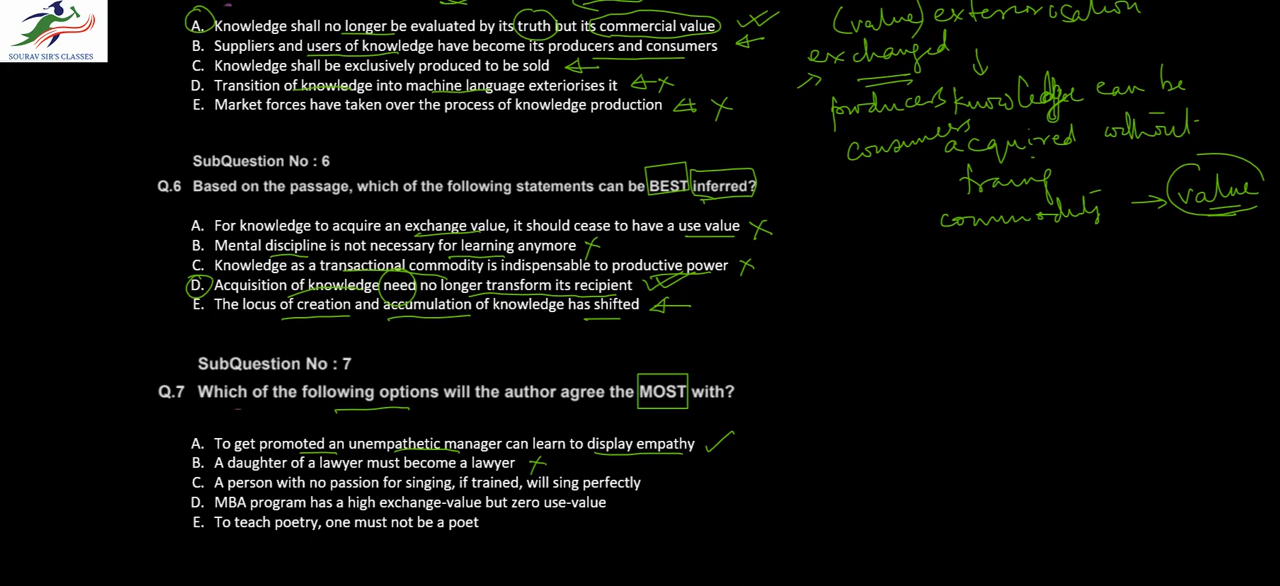 SOURAV SIR'S CLASSES
A. Knowledge shall no longer be evaluated by its truth but its commercial value
B. Suppliers and users of knowledge have become its producers and consumers
C. Knowledge shall be exclusively produced to be sold
D. Transition of knowledge into machine language exteriorises it
E. Market forces have taken over the process of knowledge production
(value) exteriorisation
exchanged
producers knowledge can be
consumers acquired without
traing
commodity → value
SubQuestion No : 6
Q.6 Based on the passage, which of the following statements can be BEST inferred?
A. For knowledge to acquire an exchange value, it should cease to have a use value
B. Mental discipline is not necessary for learning anymore
C. Knowledge as a transactional commodity is indispensable to productive power
D. Acquisition of knowledge need no longer transform its recipient
E. The locus of creation and accumulation of knowledge has shifted
SubQuestion No : 7
Q.7 Which of the following options will the author agree the MOST with?
A. To get promoted an unempathetic manager can learn to display empathy
B. A daughter of a lawyer must become a lawyer
C. A person with no passion for singing, if trained, will sing perfectly
D. MBA program has a high exchange-value but zero use-value
E. To teach poetry, one must not be a poet